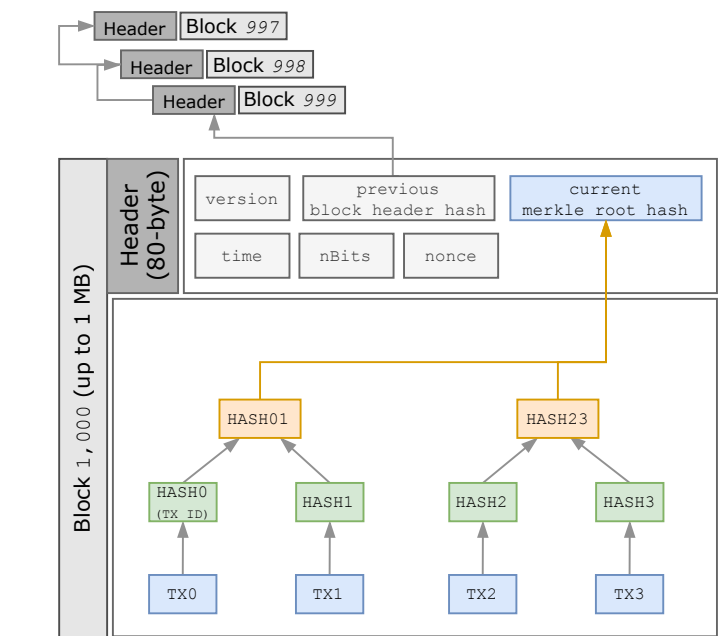 Header Block 997
Header Block 998
Header Block 999
Block 1,000 (up to 1 MB)
Header
(80-byte)
version
previous
block header hash
current
merkle root hash
time
nBits
nonce
HASH01
HASH23
HASH0
(TX ID)
HASH1
HASH2
HASH3
TX0
TX1
TX2
TX3